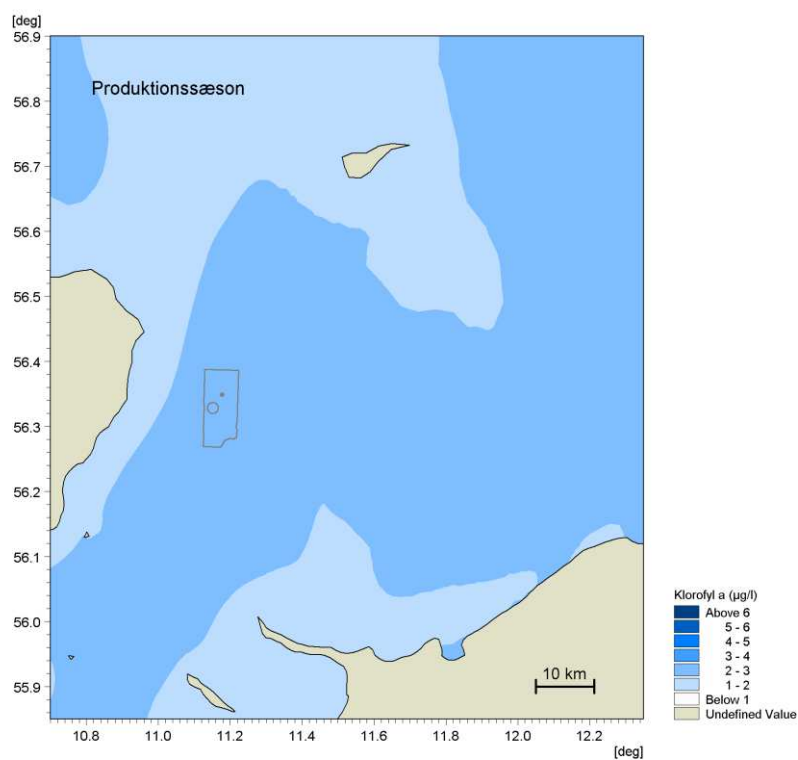 [deg]
56.9
Produktionssæson
56.8
56.7
56.6
56.5
56.4
56.3
56.2
56.1
56.0
55.9
10 km
10.8 11.0 11.2 11.4 11.6 11.8 12.0 12.2
[deg]
Klorofyl a (µg/l)
Above 6
5 - 6
4 - 5
3 - 4
2 - 3
1 - 2
Below 1
Undefined Value